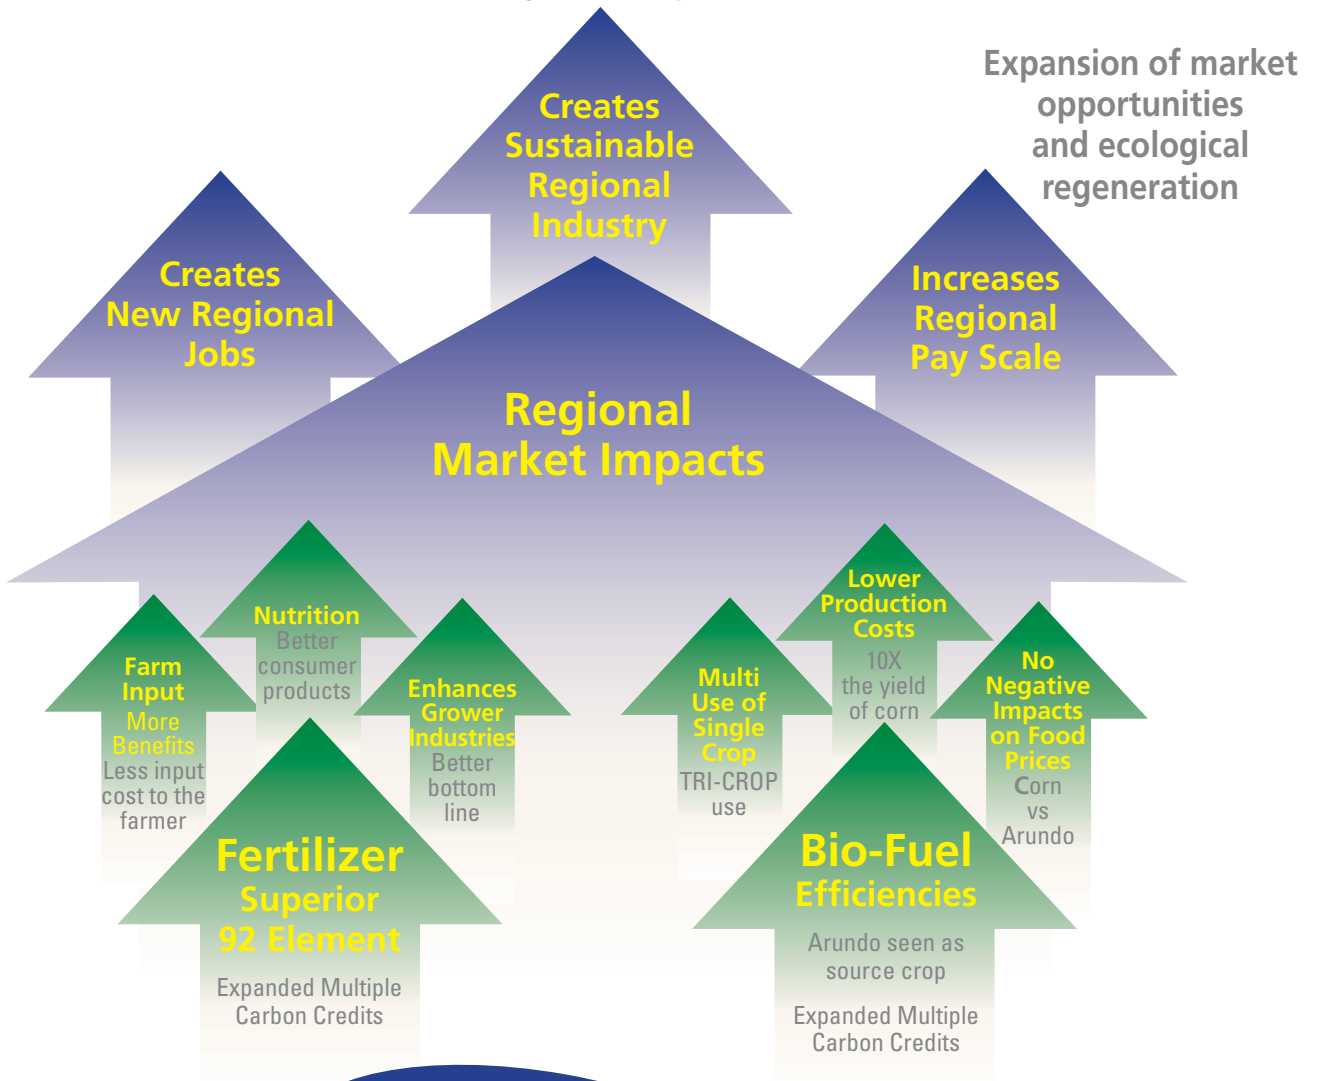 Expansion of market
opportunities
and ecological
regeneration
Creates
Sustainable
Regional
Industry
Creates
New Regional
Jobs
Increases
Regional
Pay Scale
Regional
Market Impacts
Farm
Input
More
Benefits
Less input
cost to the
farmer
Nutrition
Better
consumer
products
Enhances
Grower
Industries
Better
bottom
line
Multi
Use of
Single
Crop
TRI-CROP
use
Lower
Production
Costs
10X
the yield
of corn
No
Negative
Impacts
on Food
Prices
Corn
vs
Arundo
Fertilizer
Superior
92 Element
Expanded Multiple
Carbon Credits
Bio-Fuel
Efficiencies
Arundo seen as
source crop
Expanded Multiple
Carbon Credits